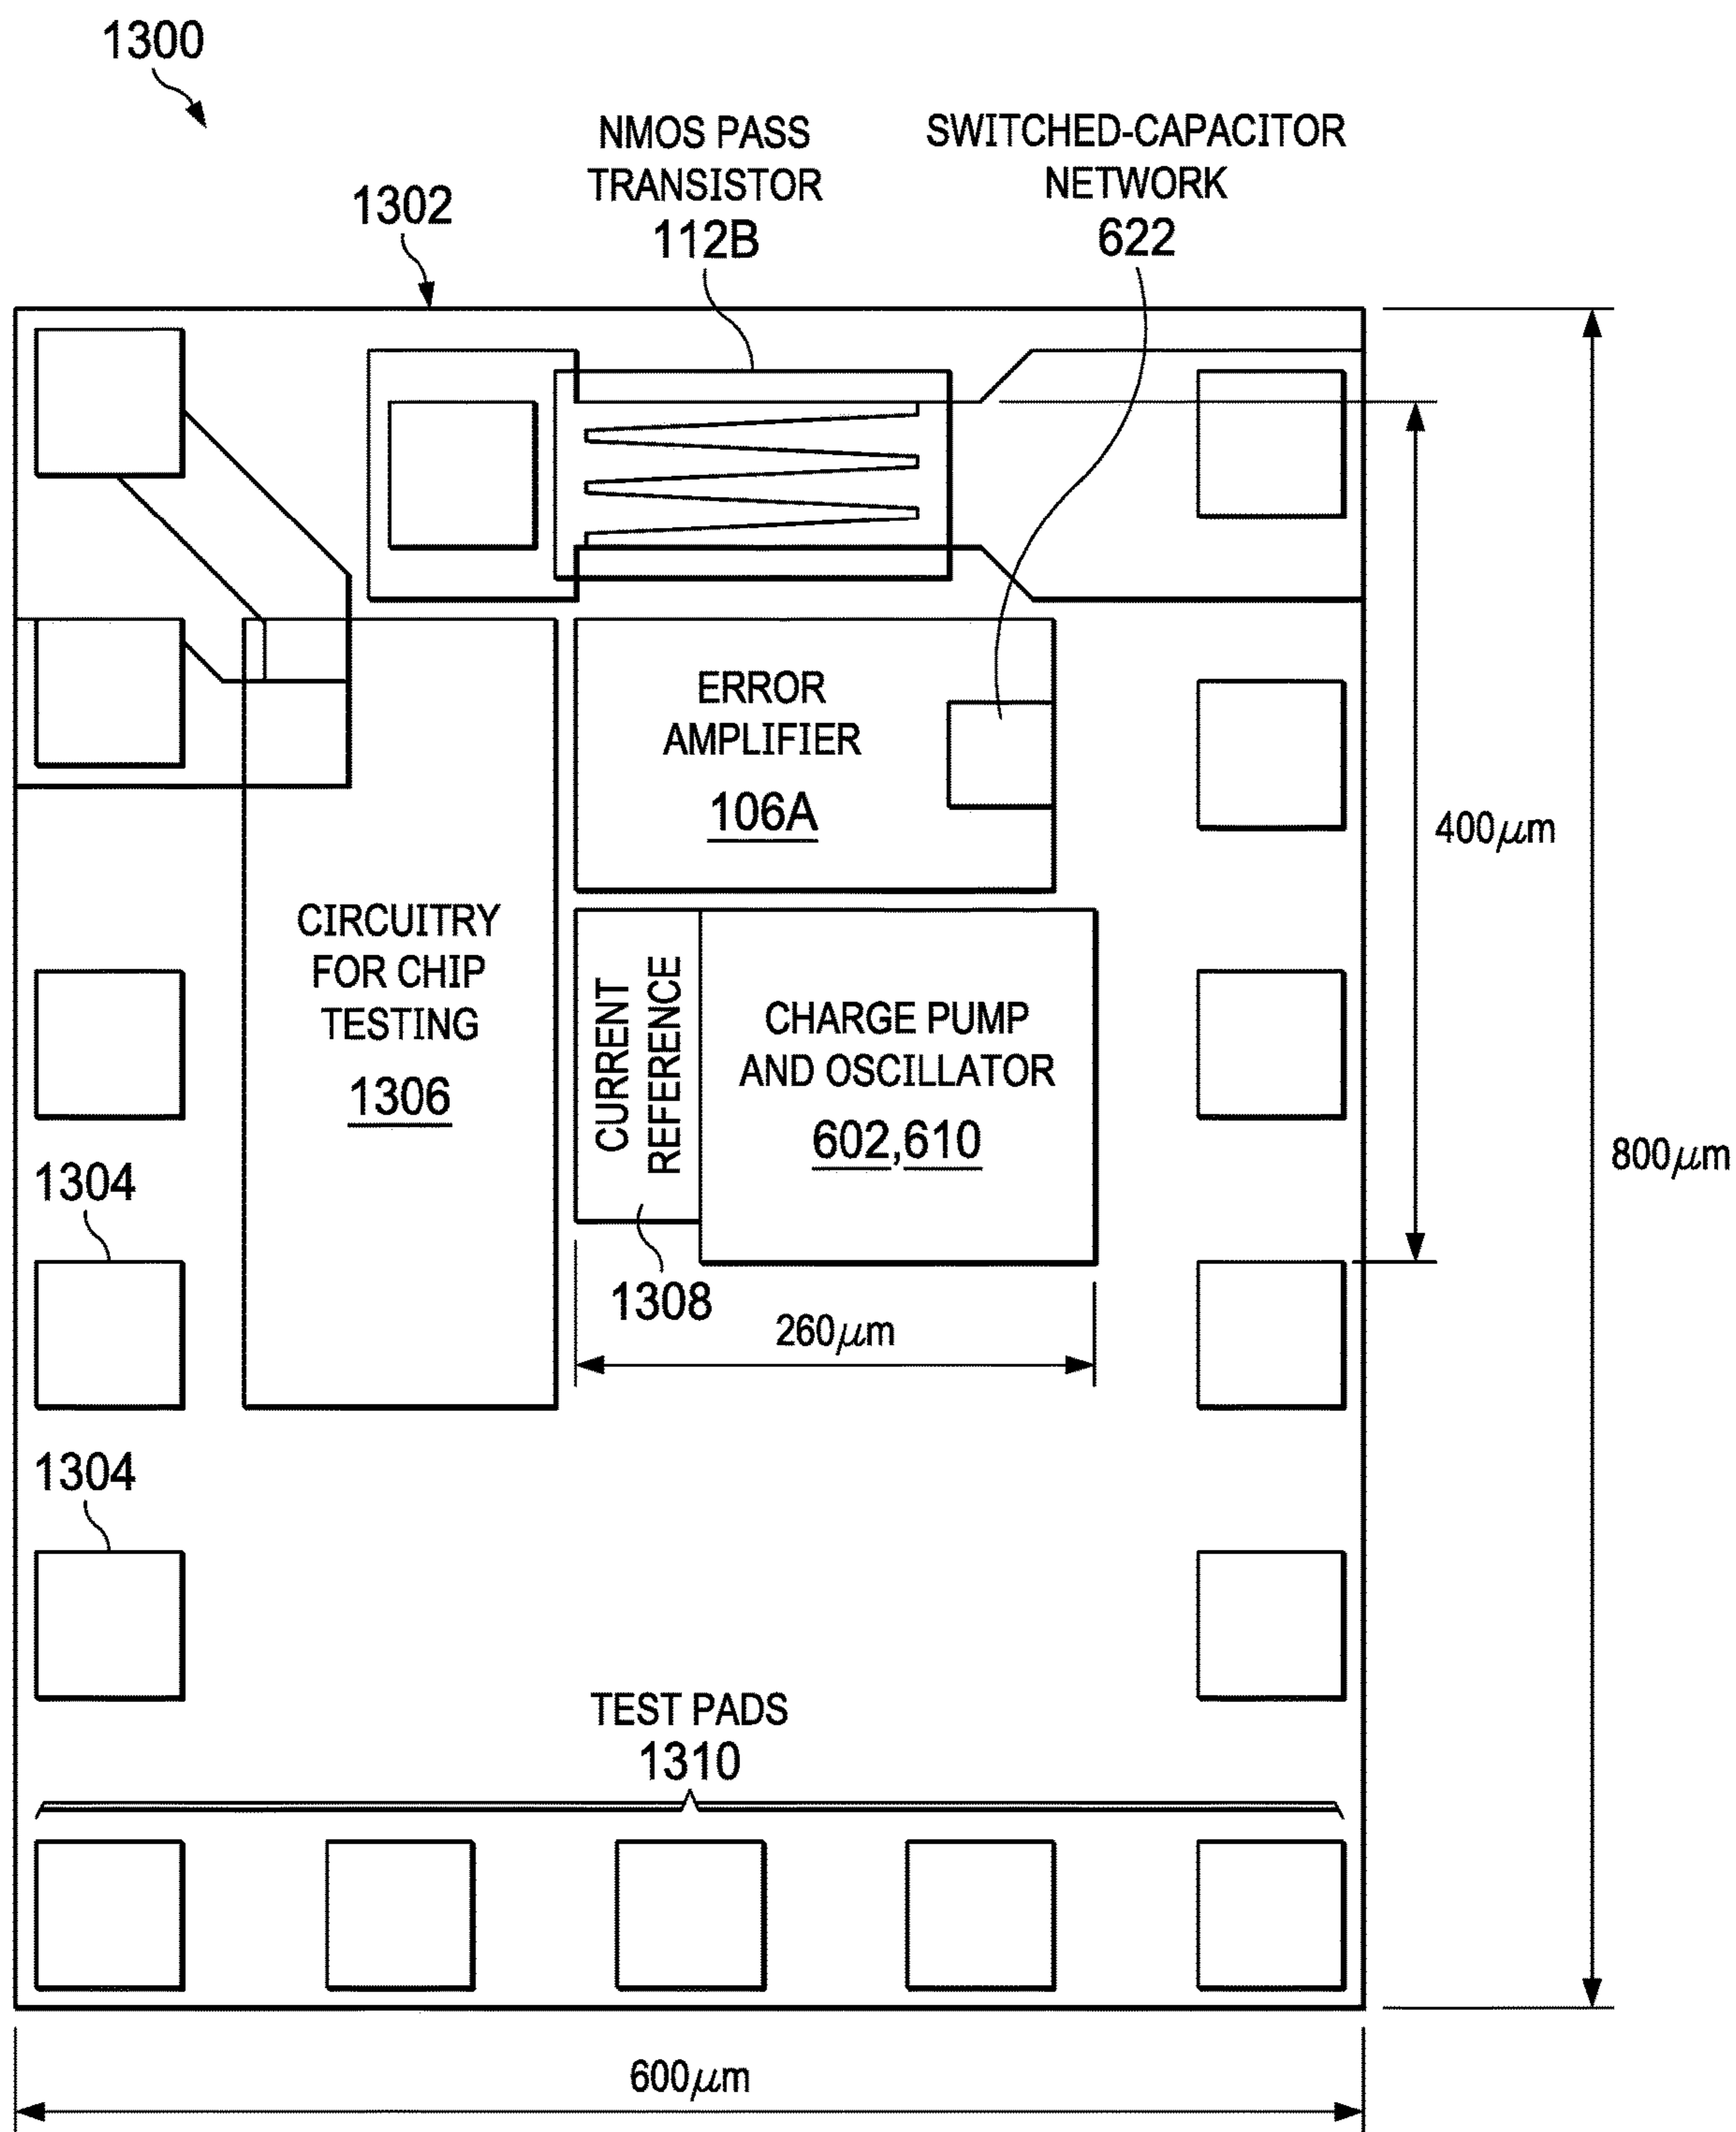 1300
NMOS PASS
TRANSISTOR
112B
SWITCHED-CAPACITOR
NETWORK
622
1302
ERROR
AMPLIFIER
106A
400μm
CIRCUITRY
FOR CHIP
TESTING
1306
CURRENT
REFERENCE
CHARGE PUMP
AND OSCILLATOR
602,610
800μm
1304
1308
260μm
1304
TEST PADS
1310
600μm